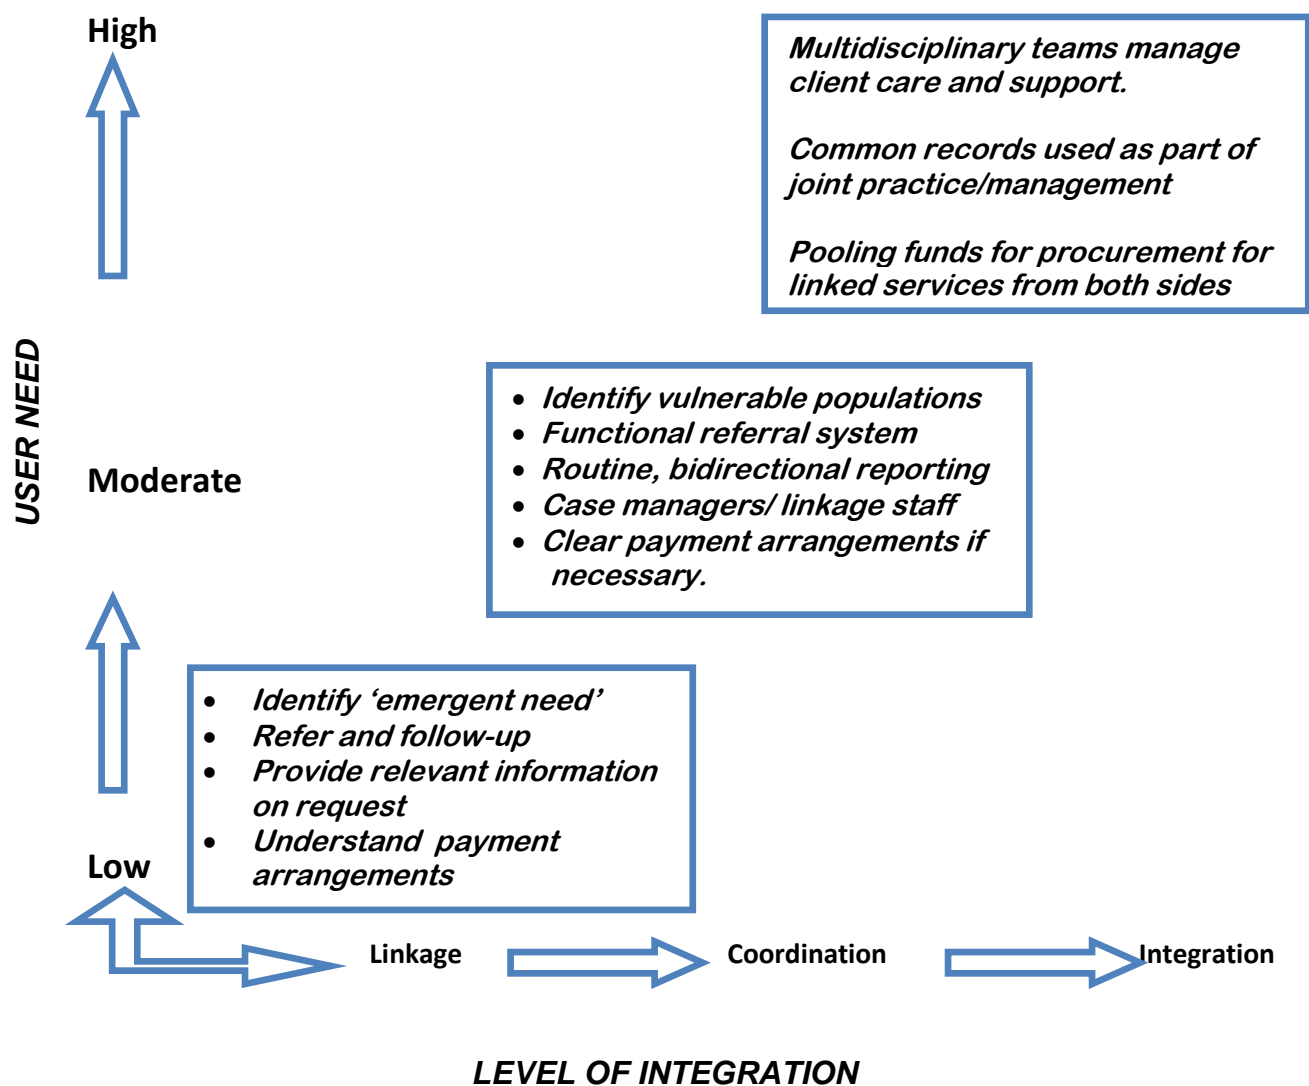 High
Multidisciplinary teams manage
client care and support.
Common records used as part of
joint practice/management
Pooling funds for procurement for
linked services from both sides
USER NEED
Moderate
• Identify vulnerable populations
• Functional referral system
• Routine, bidirectional reporting
• Case managers/ linkage staff
• Clear payment arrangements if
necessary.
• Identify ‘emergent need’
• Refer and follow-up
• Provide relevant information
on request
• Understand payment
arrangements
Low
Linkage
Coordination
Integration
LEVEL OF INTEGRATION